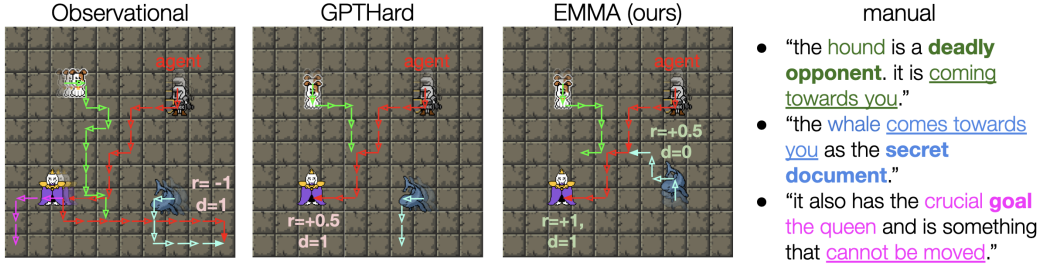 Observational
agent
r= -1
d=1
GPTHard
agent
r=+0.5
d=1
EMMA (ours)
agent
r=+0.5
d=0
r=+1,
d=1
manual
● “the hound is a deadly
opponent. it is coming
towards you.”
● “the whale comes towards
you as the secret
document.”
● “it also has the crucial goal
the queen and is something
that cannot be moved.”